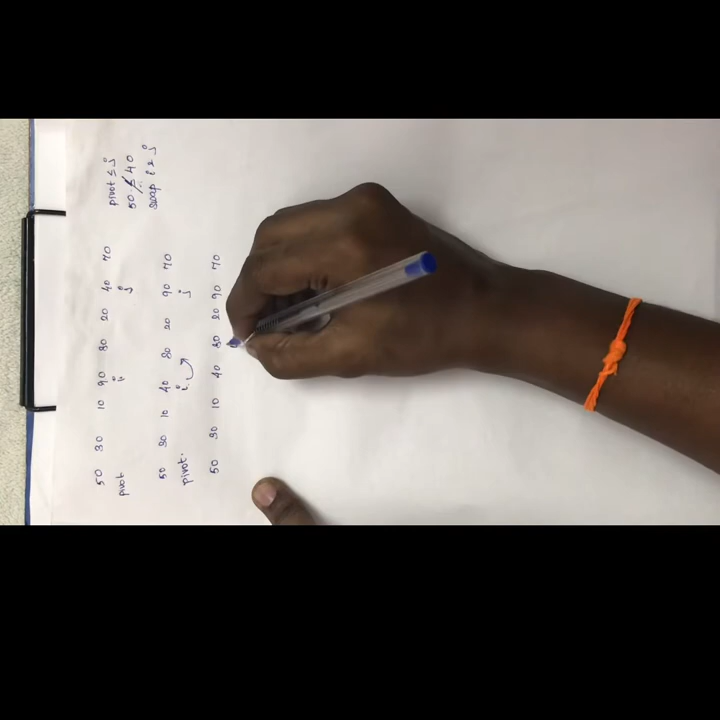 50 30 10 90 80 20 40 70
pivot i j
pivot ≤ j
50 ≤ 40
swap i & j
50 30 10 40 80 20 90 70
pivot. i j
50 30 10 40 80 20 90 70